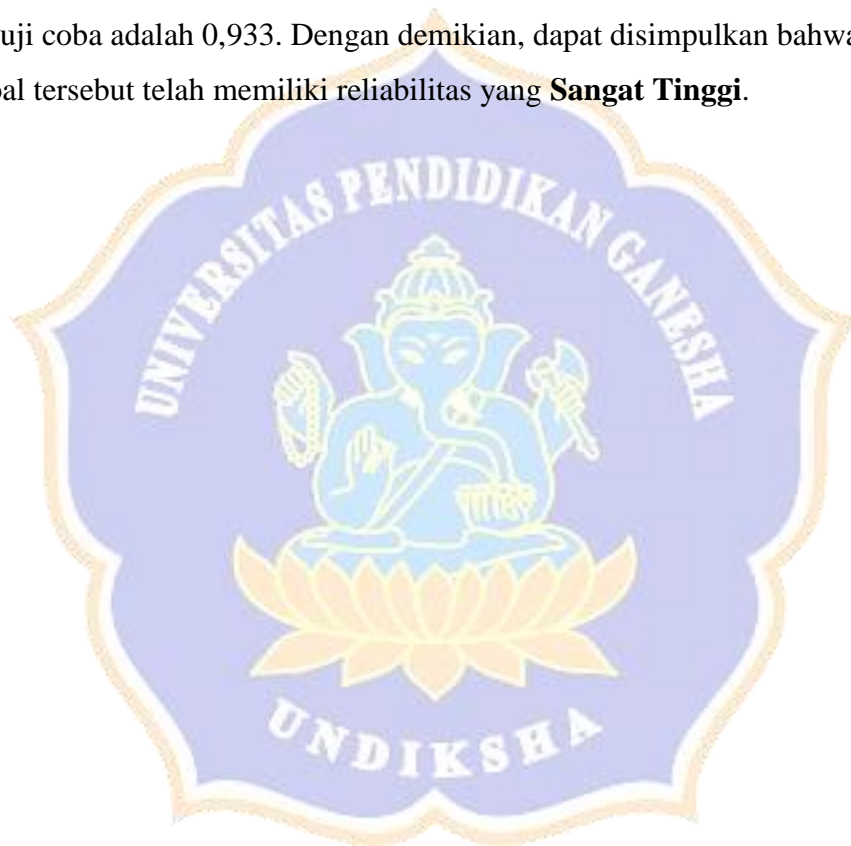 uji coba adalah 0,933. Dengan demikian, dapat disimpulkan bahwa
oal tersebut telah memiliki reliabilitas yang Sangat Tinggi.
UNIVERSITAS PENDIDIKAN GANESHA
UNDIKSHA